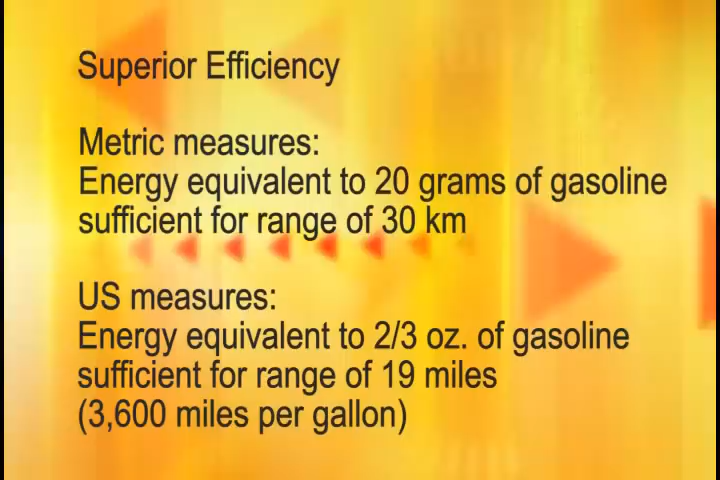 Superior Efficiency
Metric measures:
Energy equivalent to 20 grams of gasoline
sufficient for range of 30 km
US measures:
Energy equivalent to 2/3 oz. of gasoline
sufficient for range of 19 miles
(3,600 miles per gallon)